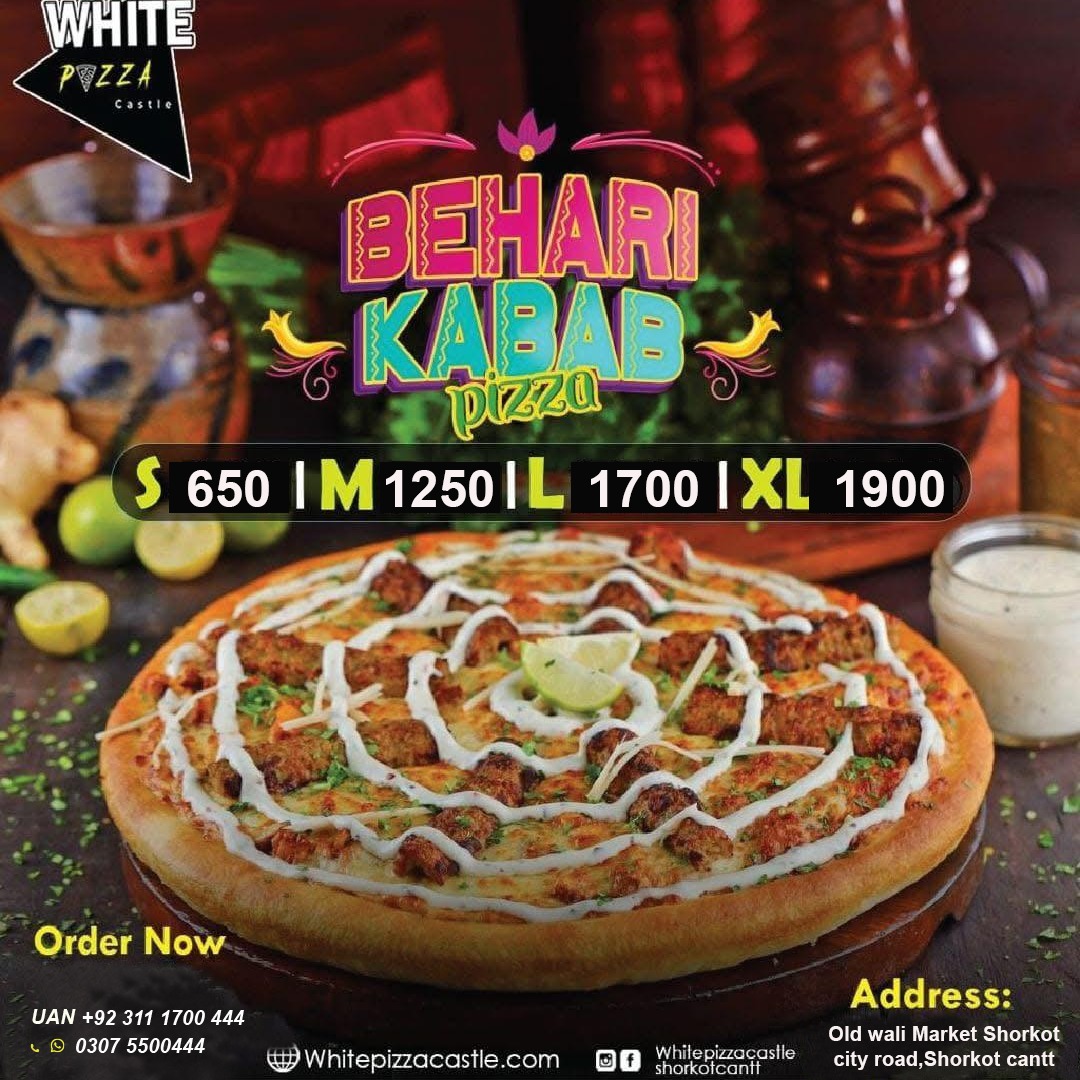 WHITE
PIZZA
Castle
BEHARI
KABAB
pizza
S 650 | M 1250 | L 1700 | XL 1900
Order Now
UAN +92 311 1700 444
0307 5500444
Whitepizzacastle.com
Whitepizzacastle
shorkotcantt
Address:
Old wali Market Shorkot
city road,Shorkot cantt